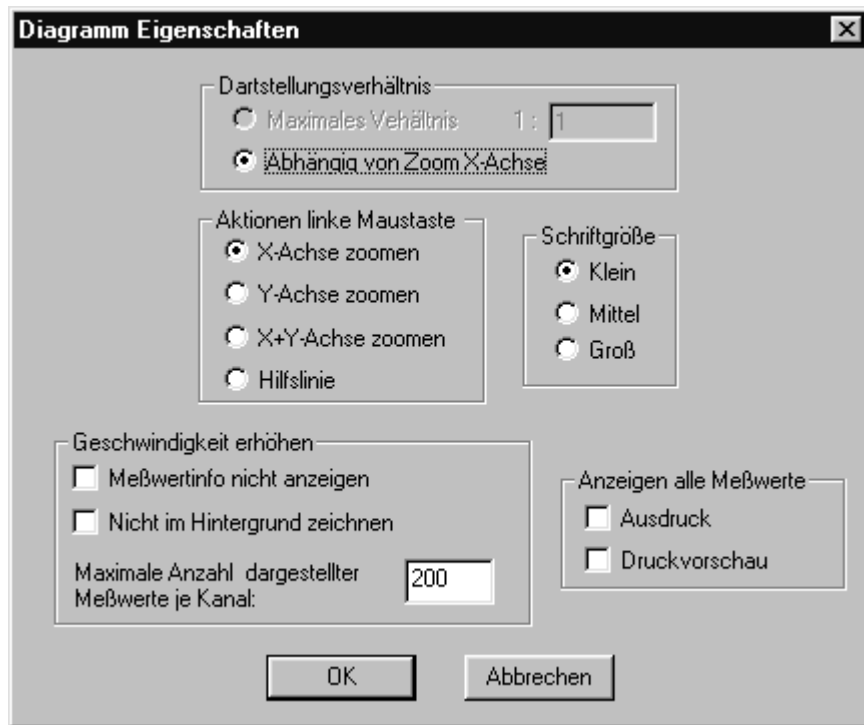 Diagramm Eigenschaften
Dartstellungsverhältnis
Maximales Vehältnis 1 : 1
Abhängig von Zoom X-Achse
Aktionen linke Maustaste
X-Achse zoomen
Y-Achse zoomen
X+Y-Achse zoomen
Hilfslinie
Schriftgröße
Klein
Mittel
Groß
Geschwindigkeit erhöhen
Meßwertinfo nicht anzeigen
Nicht im Hintergrund zeichnen
Maximale Anzahl dargestellter
Meßwerte je Kanal:
200
Anzeigen alle Meßwerte
Ausdruck
Druckvorschau
OK
Abbrechen